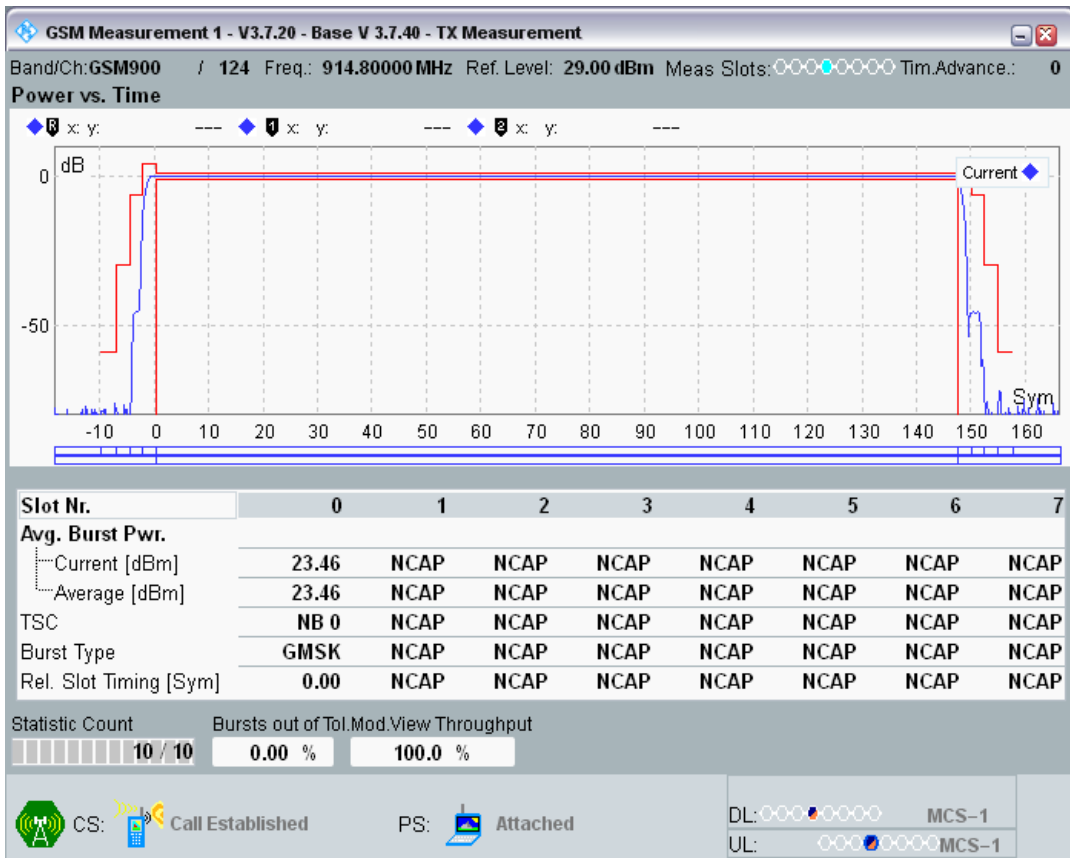 GSM Measurement 1 - V3.7.20 - Base V 3.7.40 - TX Measurement
Band/Ch:GSM900 / 124 Freq.: 914.80000 MHz Ref. Level: 29.00 dBm Meas Slots: Tim.Advance.: 0
Power vs. Time
R x: y: --- 1 x: y: --- 2 x: y: ---
dB
Current
0
-50
Sym
-10 0 10 20 30 40 50 60 70 80 90 100 110 120 130 140 150 160
Slot Nr. 0 1 2 3 4 5 6 7
Avg. Burst Pwr.
Current [dBm] 23.46 NCAP NCAP NCAP NCAP NCAP NCAP NCAP
Average [dBm] 23.46 NCAP NCAP NCAP NCAP NCAP NCAP NCAP
TSC NB 0 NCAP NCAP NCAP NCAP NCAP NCAP NCAP
Burst Type GMSK NCAP NCAP NCAP NCAP NCAP NCAP NCAP
Rel. Slot Timing [Sym] 0.00 NCAP NCAP NCAP NCAP NCAP NCAP NCAP
Statistic Count Bursts out of Tol.Mod.View Throughput
10 / 10 0.00 % 100.0 %
CS: Call Established PS: Attached
DL: MCS-1
UL: MCS-1